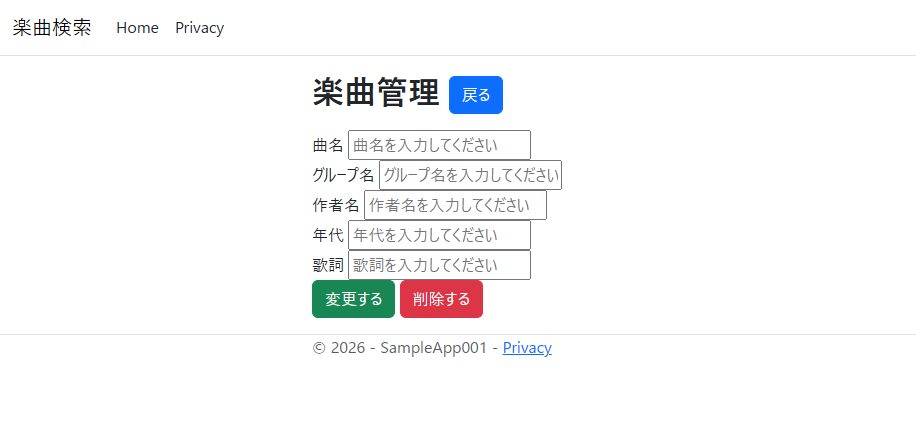 楽曲検索 Home Privacy
楽曲管理 戻る
曲名 曲名を入力してください
グループ名 グループ名を入力してください
作者名 作者名を入力してください
年代 年代を入力してください
歌詞 歌詞を入力してください
変更する 削除する
© 2026 - SampleApp001 - Privacy